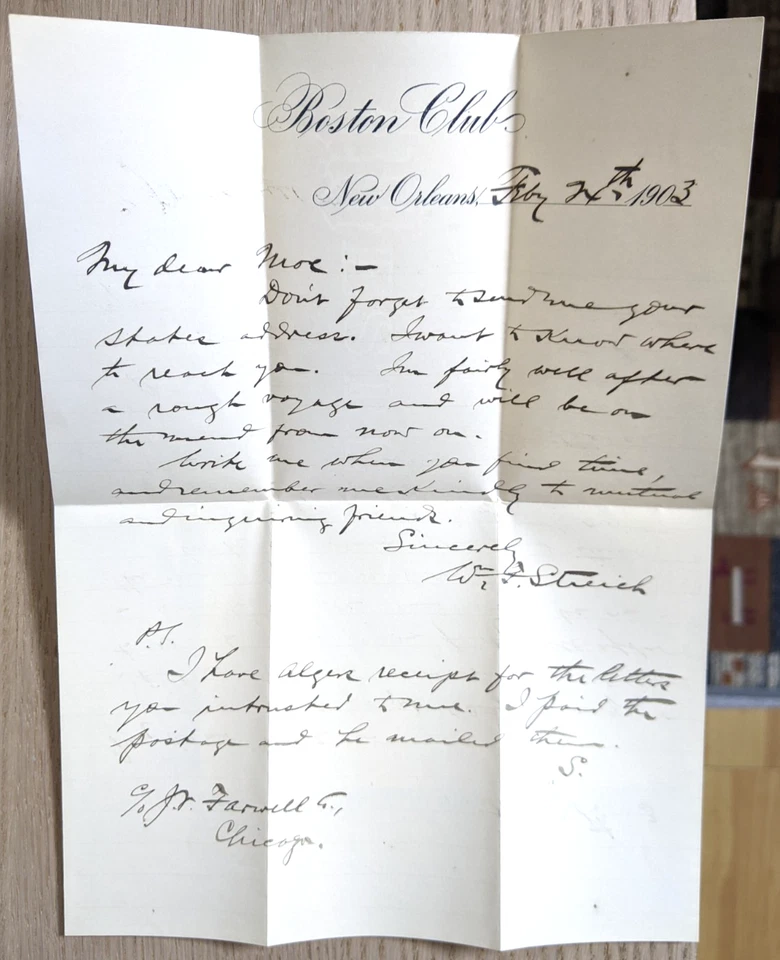 Boston Club
New Orleans, Feby 24th 1903
My dear Moe :-
Don't forget to send me your
states address. I want to know where
to reach you. I'm fairly well after
a rough voyage and will be on
the mend from now on.
Write me when you find time,
and remember me kindly to mutual
and inquiring friends.
Sincerely
Wm F. Streich
P.S.
I have algers receipt for the letters
you intrusted to me. I paid the
postage and he mailed them.
S.
c/o J.V. Farwell Co.,
Chicago.